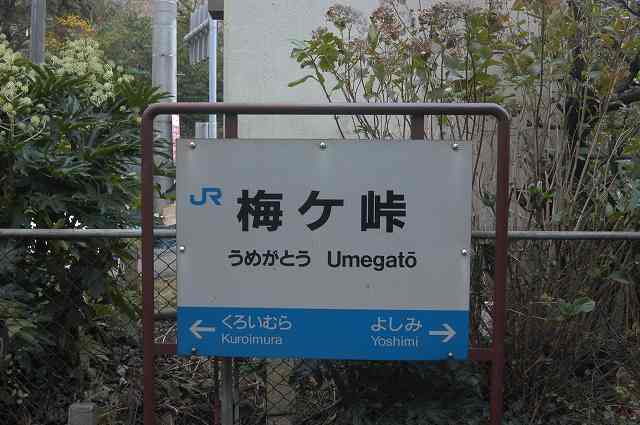 JR 梅ケ峠
うめがとう Umegatō
← くろいむら よしみ →
Kuroimura Yoshimi